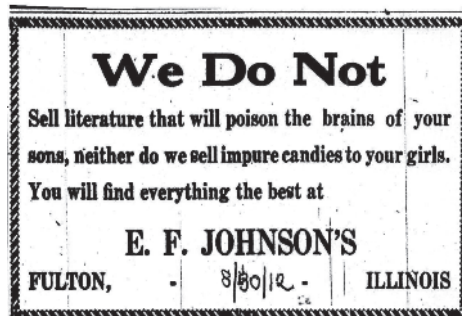 We Do Not
Sell literature that will poison the brains of your
sons, neither do we sell impure candies to your girls.
You will find everything the best at
E. F. JOHNSON'S
FULTON, - 8/30/12 - ILLINOIS